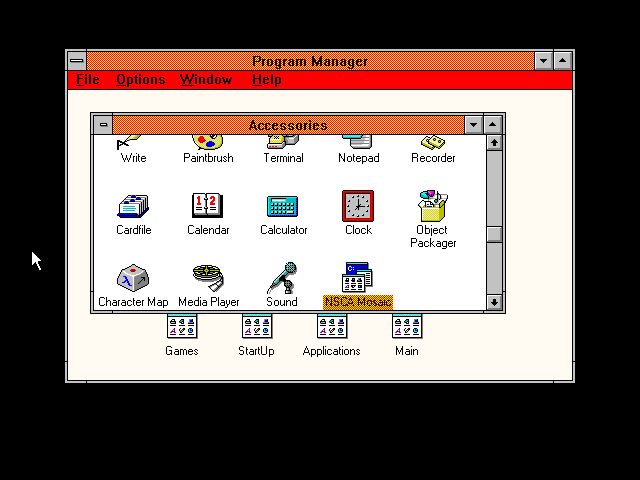 Program Manager
File Options Window Help
Accessories
Write Paintbrush Terminal Notepad Recorder
Cardfile Calendar Calculator Clock Object
Packager
Character Map Media Player Sound NSCA Mosaic
Games StartUp Applications Main